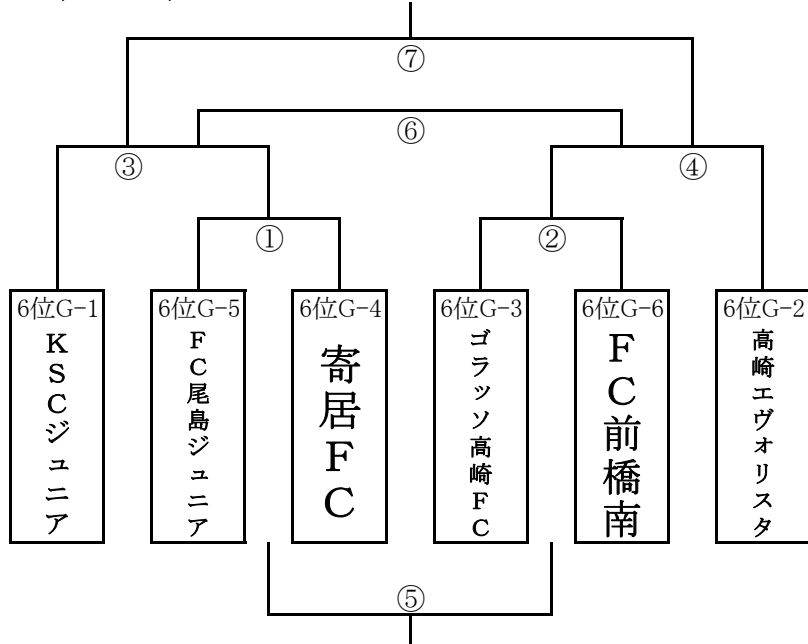 ⑦
⑥
③
④
①
②
6位G-1
KSCジュニア
6位G-5
FC尾島ジュニア
6位G-4
寄居FC
6位G-3
ゴラッソ高崎FC
6位G-6
FC前橋南
6位G-2
高崎エヴォリスタ
⑤